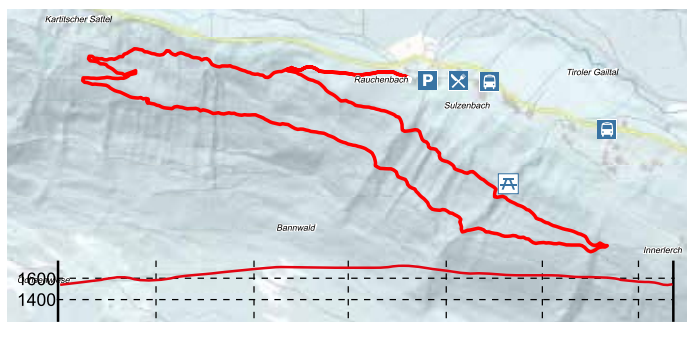 Kartitscher Sattel
Tiroler Gailtal
Rauchenbach
P
Sulzenbach
Bannwald
Innerlerch
1600
1400